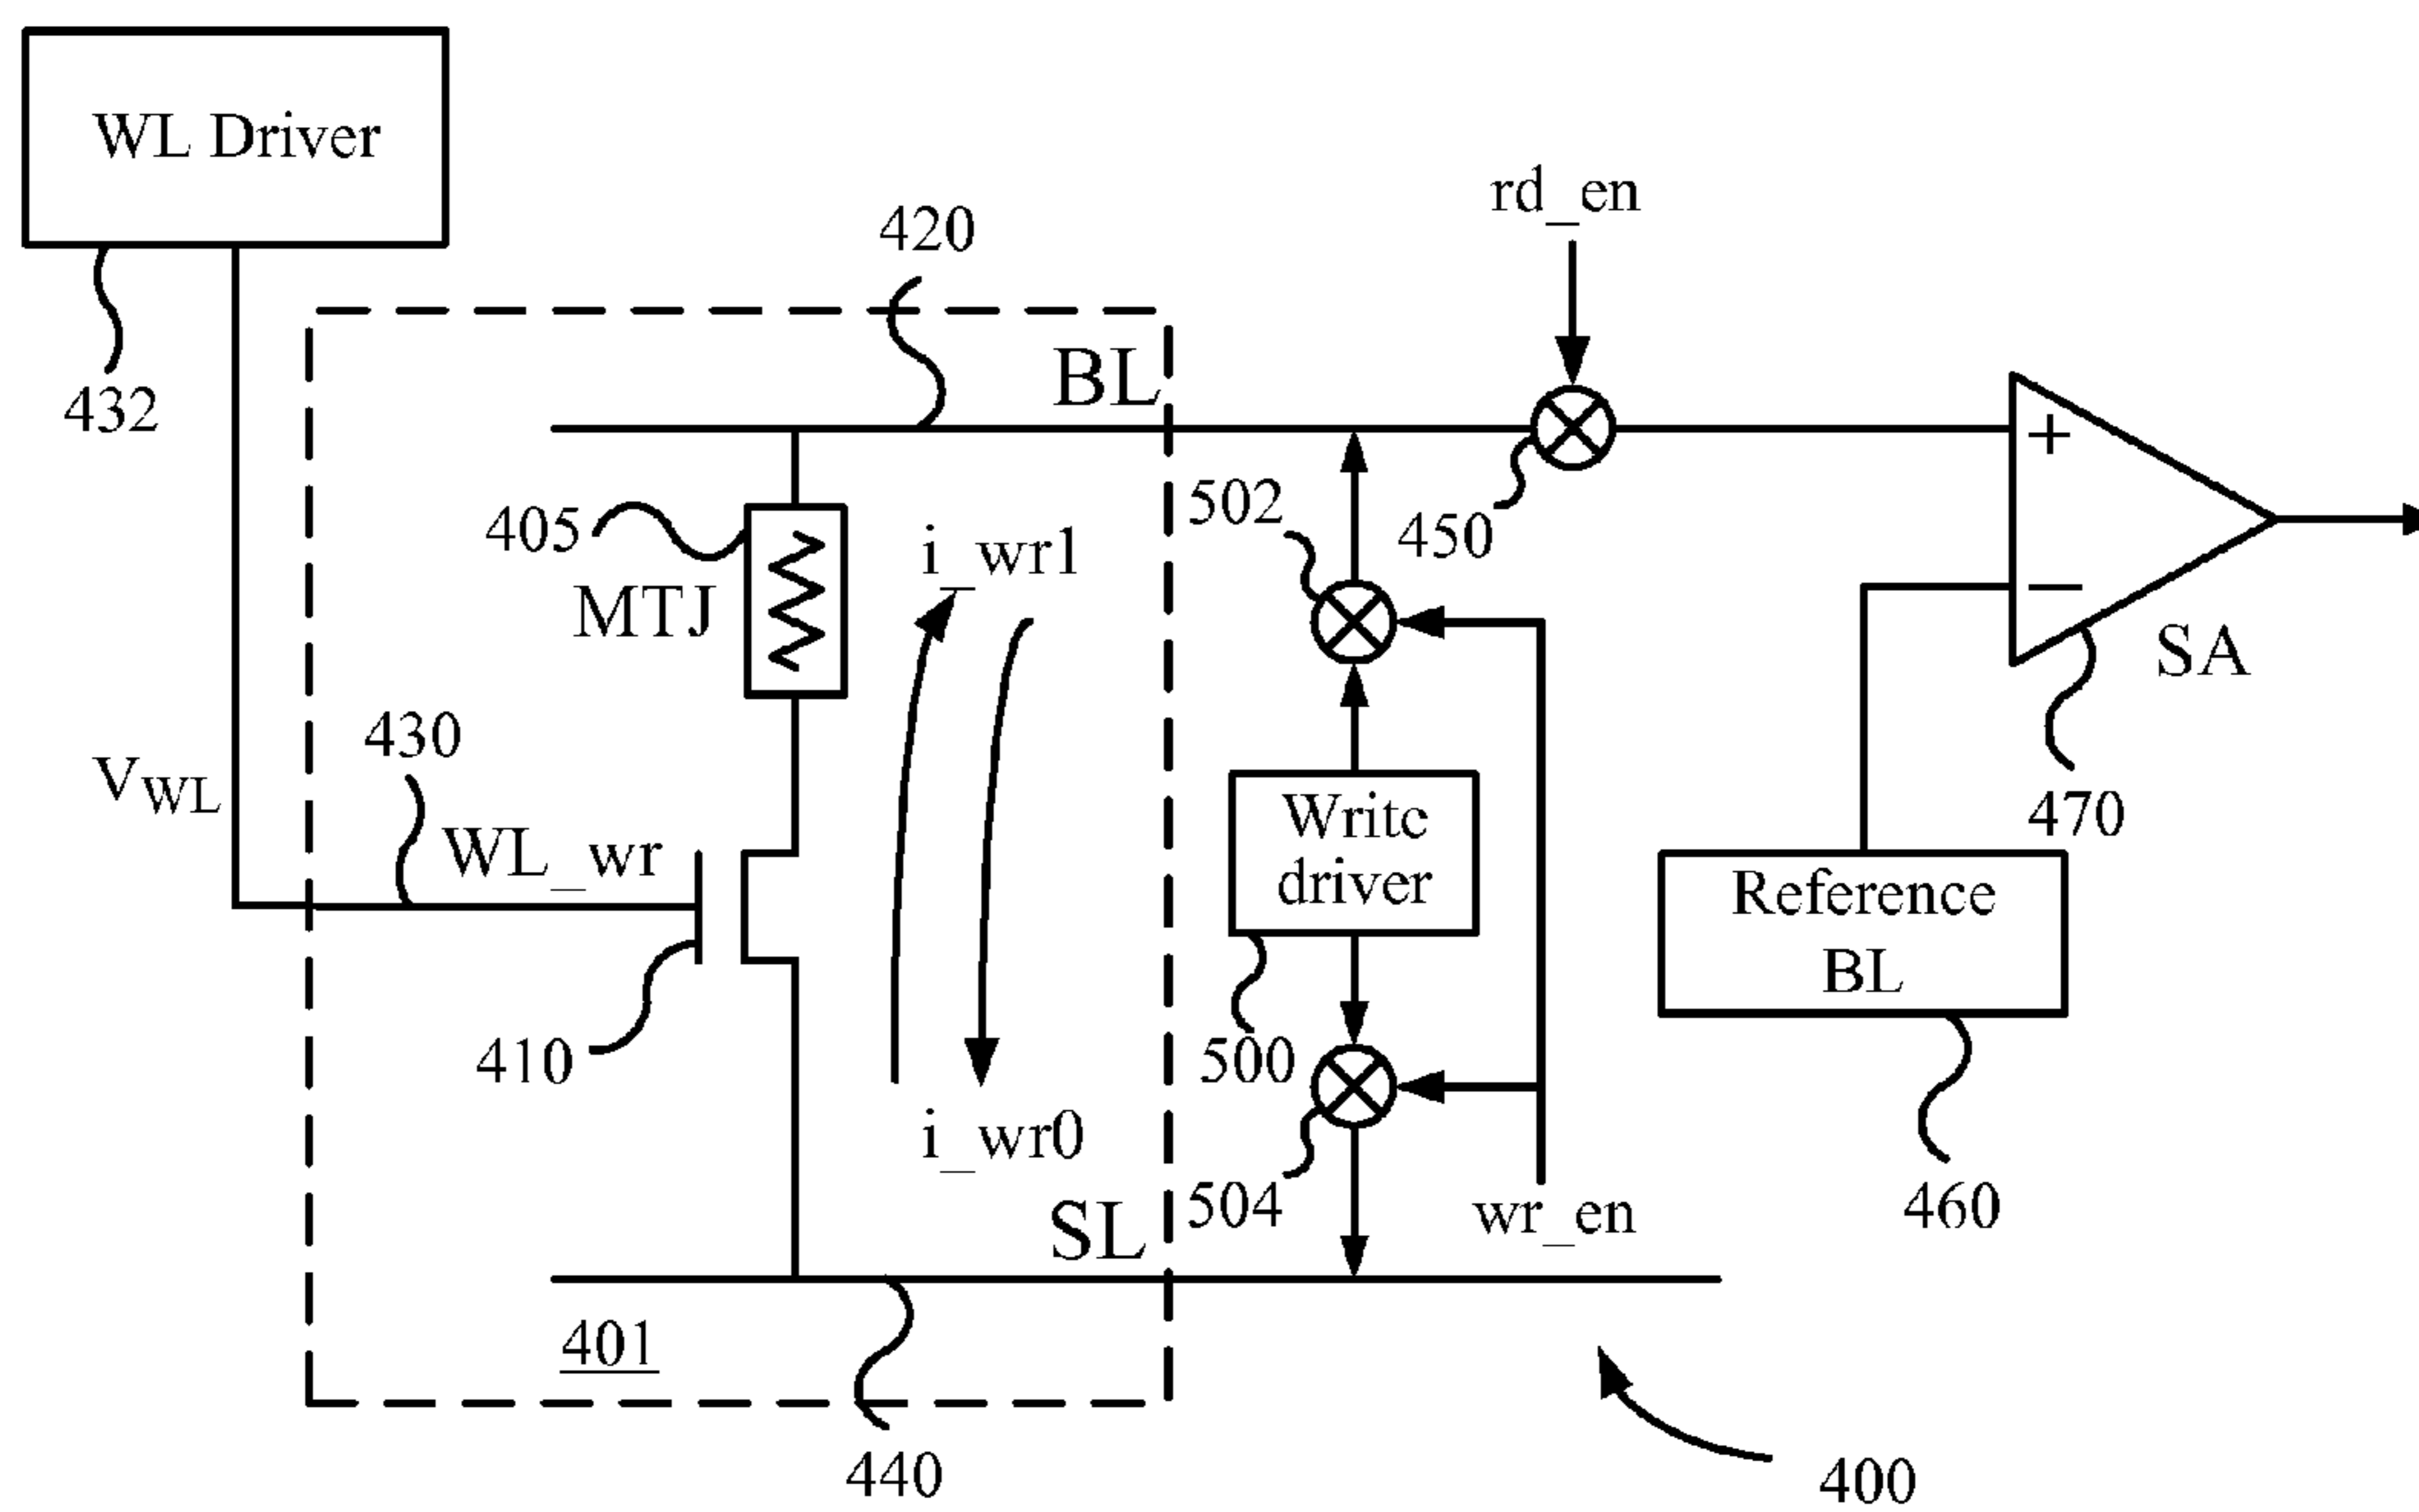 WL Driver
rd_en
420
432
BL
+
502
450
405
i_wr1
MTJ
SA
430
VWL
WL_wr
Write
driver
470
Reference
BL
410
500
i_wr0
504
wr_en
460
SL
401
440
400